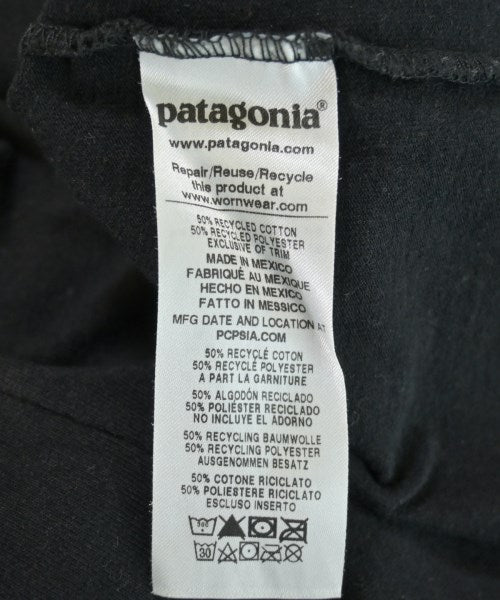 patagonia®
www.patagonia.com
Repair/Reuse/Recycle
this product at
www.wornwear.com
50% RECYCLED COTTON
50% RECYCLED POLYESTER
EXCLUSIVE OF TRIM
MADE IN MEXICO
FABRIQUÉ AU MEXIQUE
HECHO EN MEXICO
FATTO IN MESSICO
MFG DATE AND LOCATION AT
PCPSIA.COM
50% RECYCLÉ COTON
50% RECYCLÉ POLYESTER
A PART LA GARNITURE
50% ALGODÓN RECICLADO
50% POLIÉSTER RECICLADO
NO INCLUYE EL ADORNO
50% RECYCLING BAUMWOLLE
50% RECYCLING POLYESTER
AUSGENOMMEN BESATZ
50% COTONE RICICLATO
50% POLIESTERE RICICLATO
ESCLUSO INSERTO
30